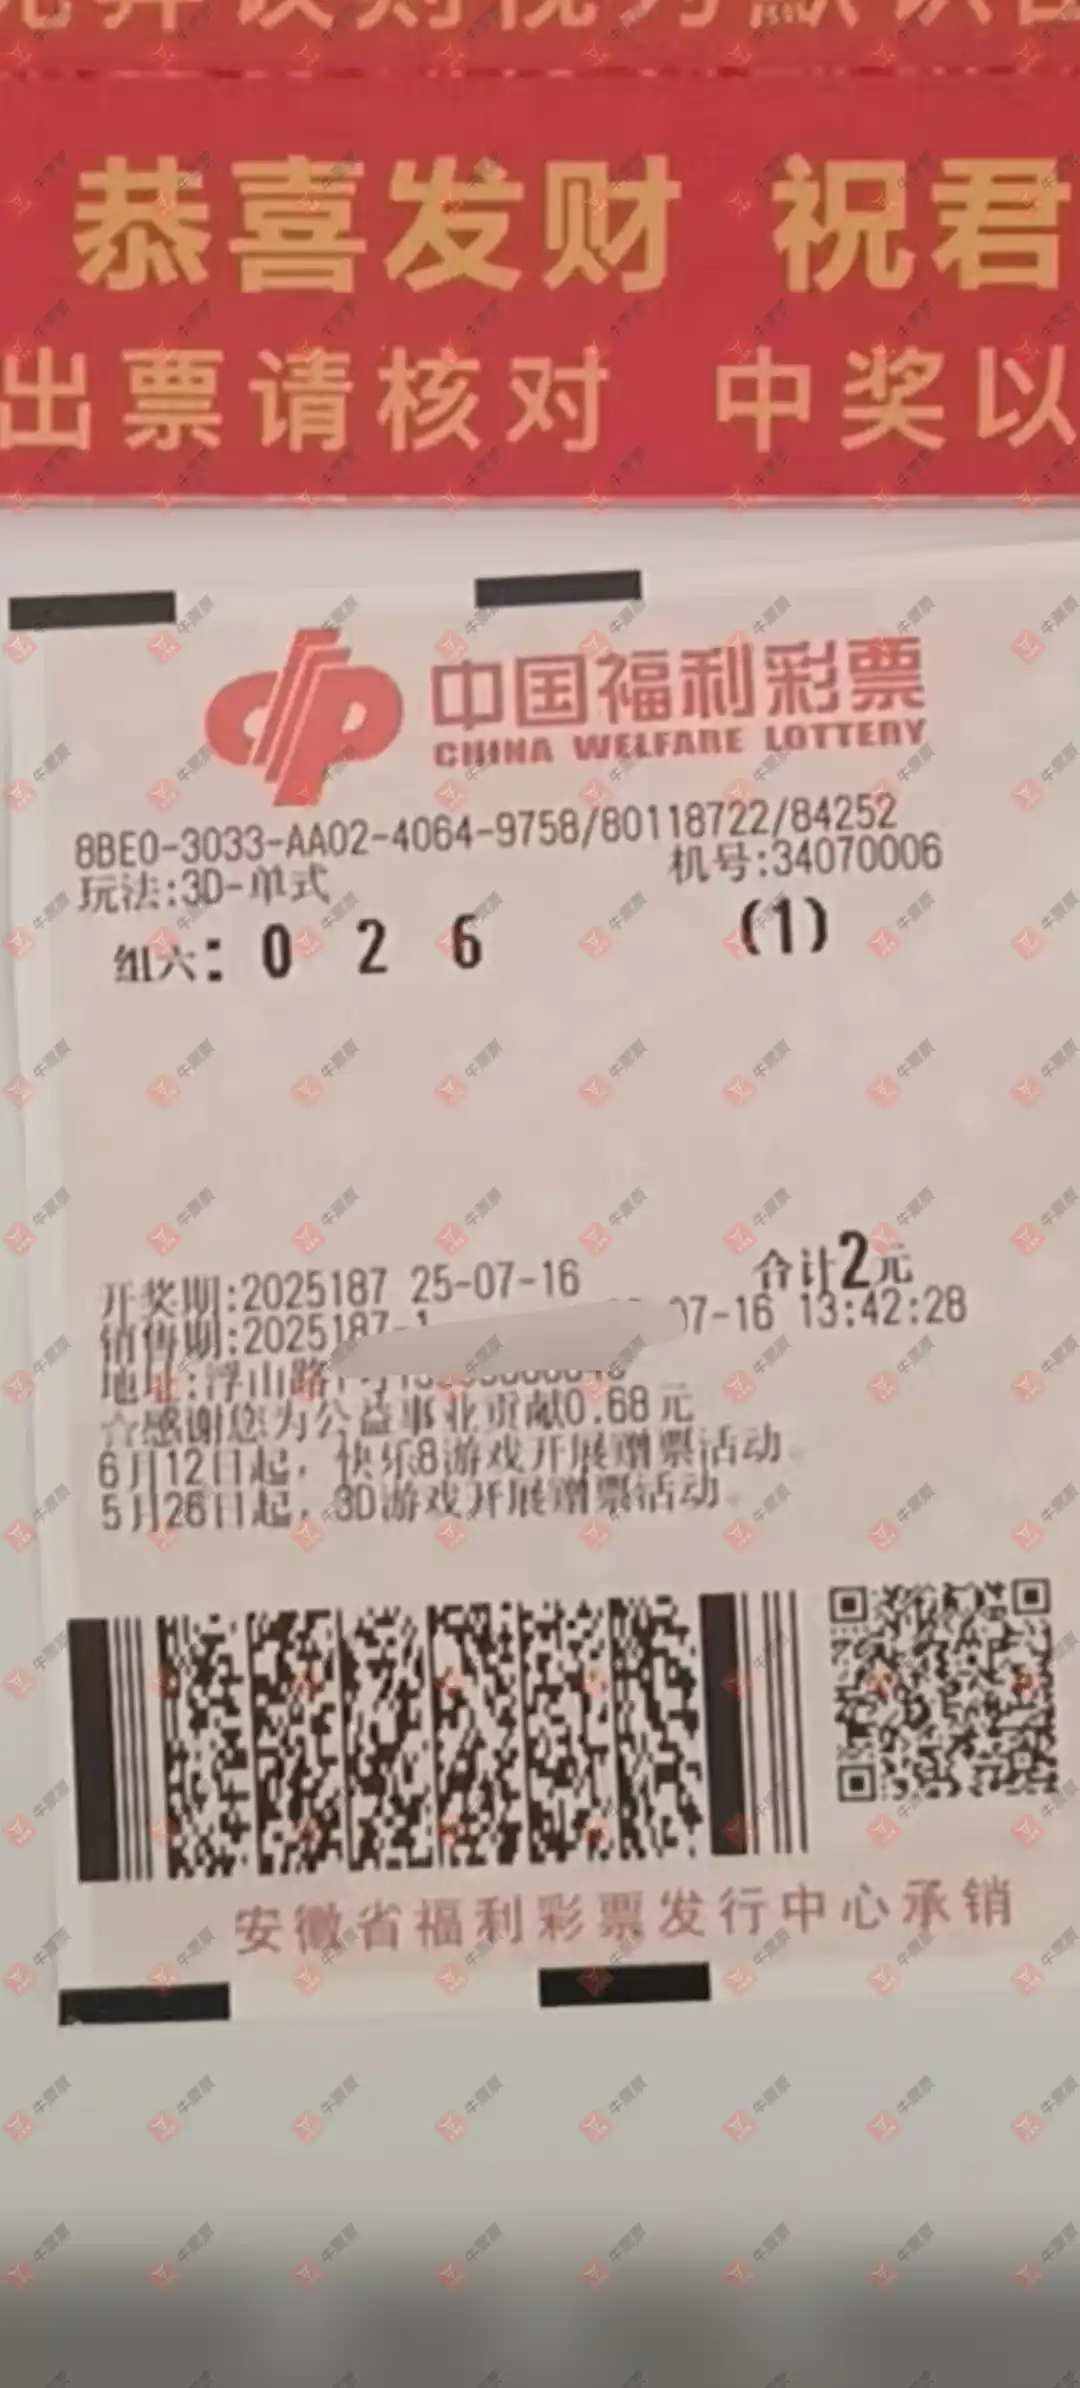 恭喜发财 祝君
出票请核对 中奖以
中国福利彩票
CHINA WELFARE LOTTERY
8BE0-3033-AA02-4064-9758/80118722/84252
玩法:3D-单式 机号:34070006
组六: 0 2 6 (1)
开奖期:2025187 25-07-16 合计2元
销售期:2025187-1 07-16 13:42:28
地址:浮山路
☆感谢您为公益事业贡献0.68元
6月12日起，快乐8游戏开展赠票活动。
5月26日起，3D游戏开展赠票活动。
安徽省福利彩票发行中心承销